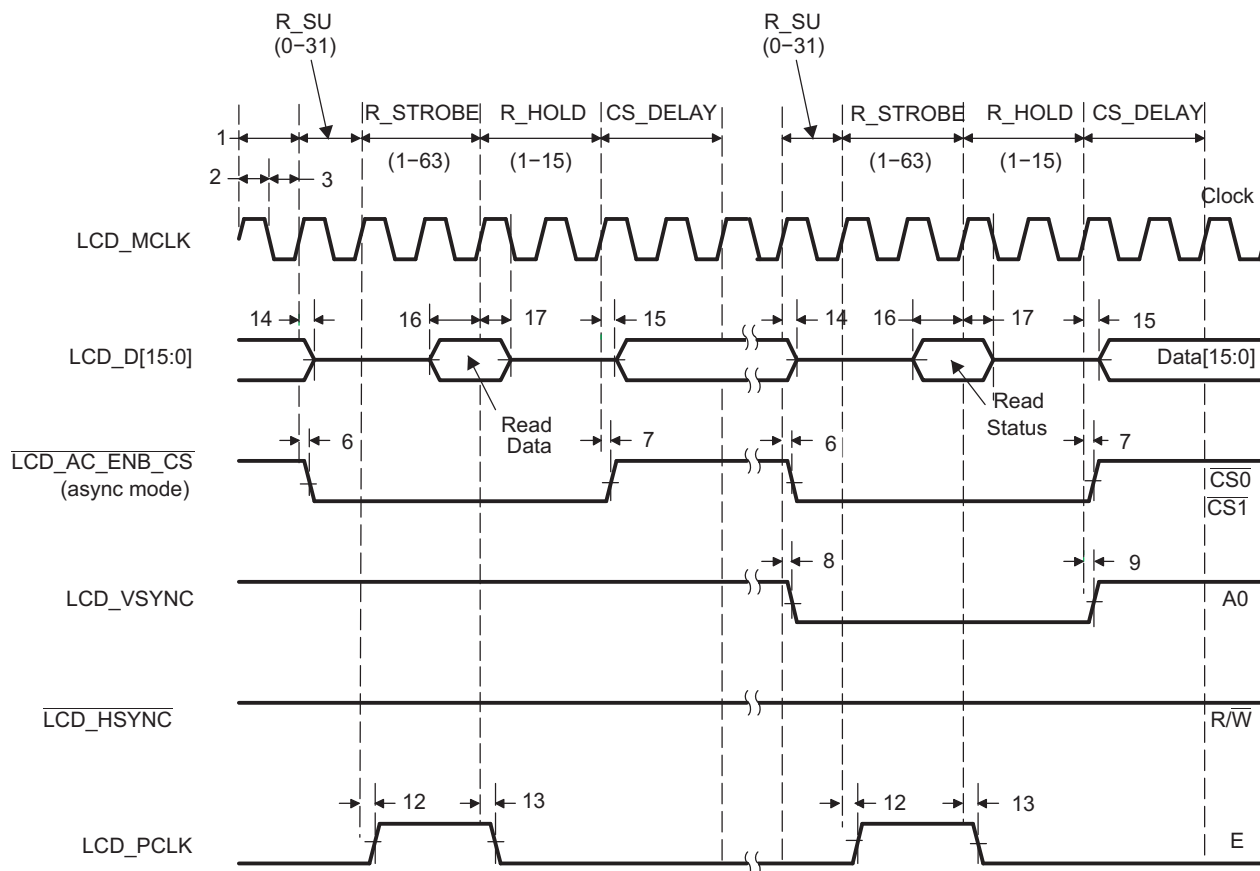 R_SU
(0−31)
R_SU
(0−31)
R_STROBE
R_HOLD
CS_DELAY
R_STROBE
R_HOLD
CS_DELAY
1
(1−63)
(1−15)
(1−63)
(1−15)
2
3
Clock
LCD_MCLK
14
16
17
15
14
16
17
15
LCD_D[15:0]
Data[15:0]
Read
Data
Read
Status
6
7
6
7
LCD_AC_ENB_CS
(async mode)
CS0
CS1
8
9
LCD_VSYNC
A0
LCD_HSYNC
R/W
12
13
12
13
LCD_PCLK
E